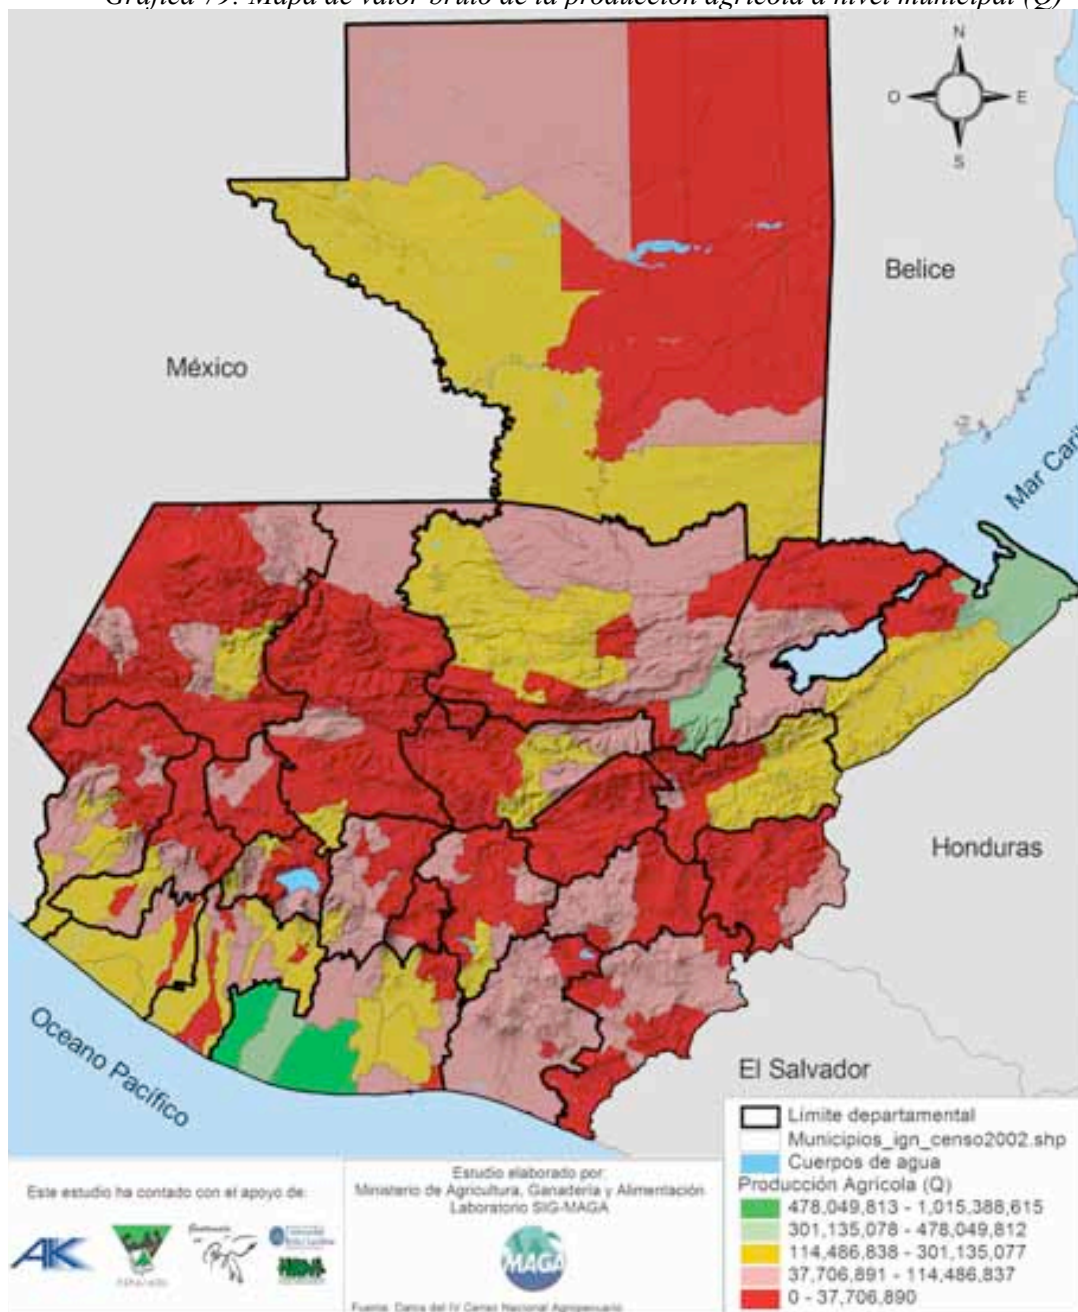 Gráfica 79: Mapa de valor bruto de la producción agrícola a nivel municipal (Q)
N
O
E
S
Belice
México
Mar Carib
Honduras
Oceano Pacífico
El Salvador
Límite departamental
Municipios_ign_censo2002.shp
Cuerpos de agua
Producción Agrícola (Q)
478,049,813 - 1,015,388,615
301,135,078 - 478,049,812
114,486,838 - 301,135,077
37,706,891 - 114,486,837
0 - 37,706,890
Este estudio ha contado con el apoyo de:
AK
Estudio elaborado por:
Ministerio de Agricultura, Ganadería y Alimentación
Laboratorio SIG-MAGA
MAGA
Fuente: Datos del IV Censo Nacional Agropecuario